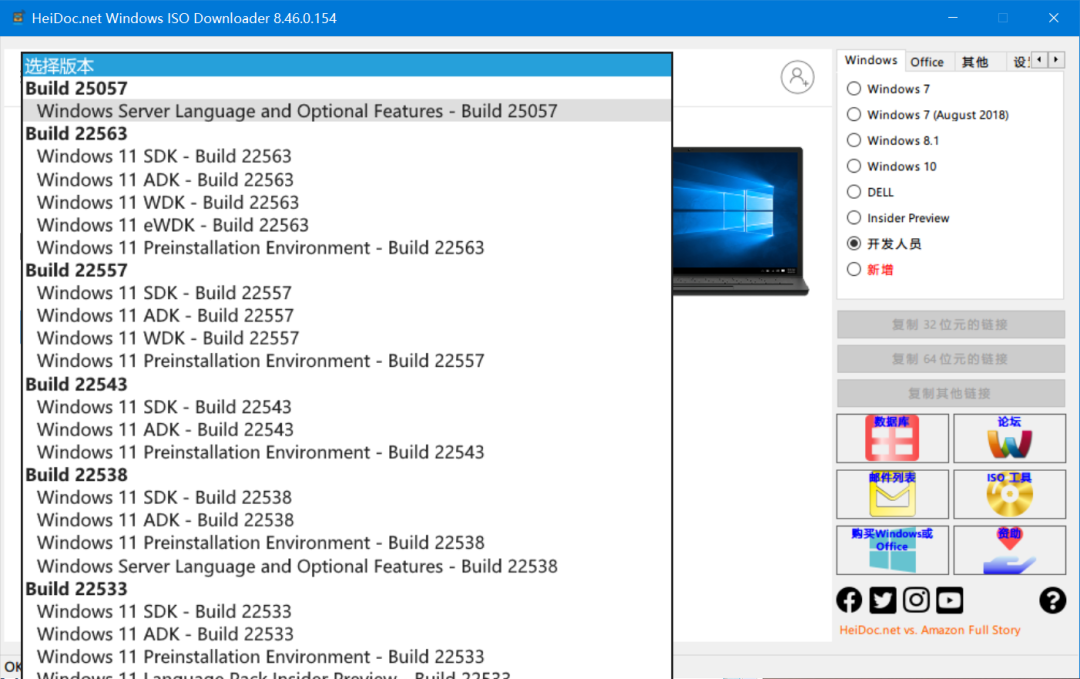 HeiDoc.net Windows ISO Downloader 8.46.0.154
选择版本
Build 25057
Windows Server Language and Optional Features - Build 25057
Build 22563
Windows 11 SDK - Build 22563
Windows 11 ADK - Build 22563
Windows 11 WDK - Build 22563
Windows 11 eWDK - Build 22563
Windows 11 Preinstallation Environment - Build 22563
Build 22557
Windows 11 SDK - Build 22557
Windows 11 ADK - Build 22557
Windows 11 WDK - Build 22557
Windows 11 Preinstallation Environment - Build 22557
Build 22543
Windows 11 SDK - Build 22543
Windows 11 ADK - Build 22543
Windows 11 Preinstallation Environment - Build 22543
Build 22538
Windows 11 SDK - Build 22538
Windows 11 ADK - Build 22538
Windows 11 Preinstallation Environment - Build 22538
Windows Server Language and Optional Features - Build 22538
Build 22533
Windows 11 SDK - Build 22533
Windows 11 ADK - Build 22533
Windows 11 Preinstallation Environment - Build 22533
Windows 11 Language Pack Insider Preview - Build 22533
OK
Windows Office 其他
Windows 7
Windows 7 (August 2018)
Windows 8.1
Windows 10
DELL
Insider Preview
开发人员
新增
复制 32 位元的链接
复制 64 位元的链接
复制其他链接
数据库
论坛
邮件列表
ISO 工具
购买Windows或
Office
赞助
HeiDoc.net vs. Amazon Full Story